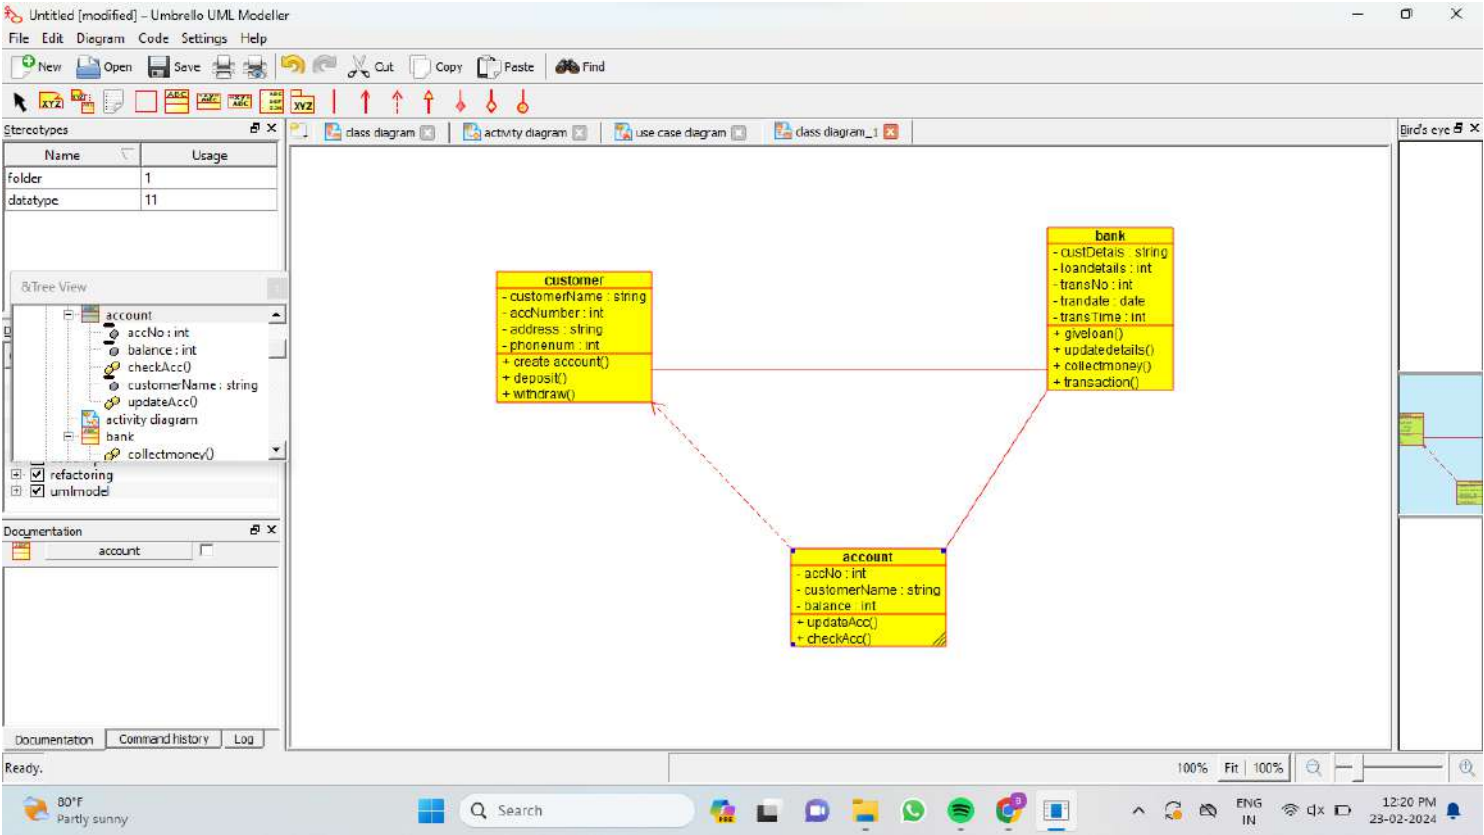 Untitled [modified] – Umbrello UML Modeller
File Edit Diagram Code Settings Help
New Open Save Cut Copy Paste Find
Stereotypes
Name Usage
folder 1
datatype 11
&Tree View
account
accNo : int
balance : int
checkAcc()
customerName : string
updateAcc()
activity diagram
bank
collectmoney()
refactoring
umlmodel
Documentation
account
Documentation Command history Log
class diagram activity diagram use case diagram class diagram_1
customer
- customerName : string
- accNumber : int
- address : string
- phonenum : int
+ create account()
+ deposit()
+ withdraw()
bank
- custDetais : string
- loandetails : int
- transNo : int
- trandate : date
- transTime : int
+ giveloan()
+ updatedetails()
+ collectmoney()
+ transaction()
account
- accNo : int
- customerName : string
- balance : int
+ updateAcc()
+ checkAcc()
Bird's eye
Ready.
100% Fit 100%
80°F
Partly sunny
Search
ENG
IN
12:20 PM
23-02-2024